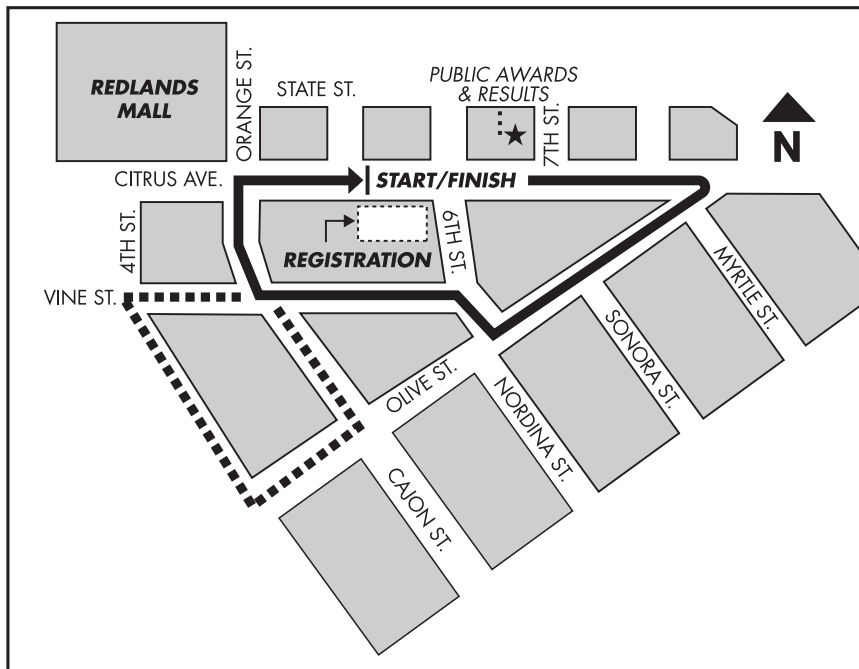 REDLANDS
MALL
ORANGE ST.
STATE ST.
PUBLIC AWARDS
& RESULTS
7TH ST.
N
CITRUS AVE.
START/FINISH
4TH ST.
REGISTRATION
6TH ST.
VINE ST.
MYRTLE ST.
SONORA ST.
OLIVE ST.
NORDINA ST.
CAJON ST.